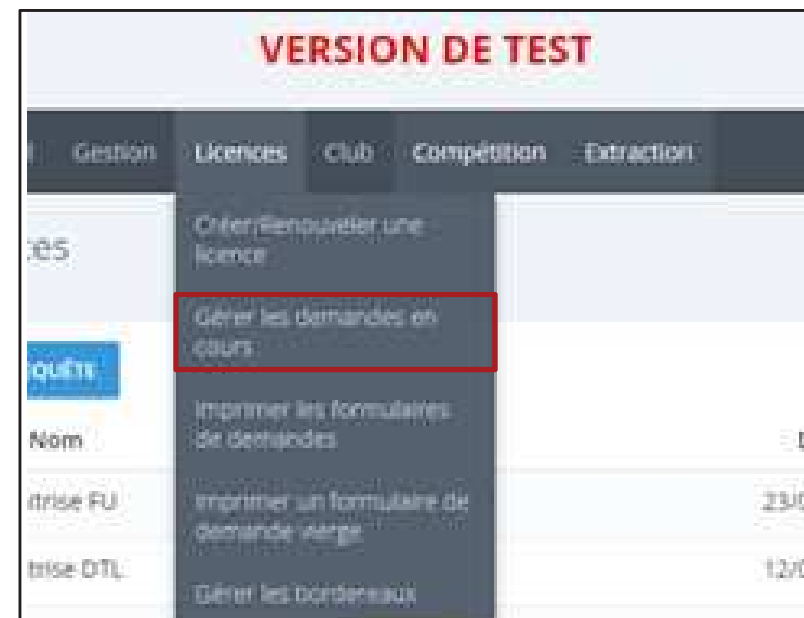 VERSION DE TEST
Gestion Licences Club Compétition Extraction
Créer/Renouveler une
licence
Gérer les demandes en
cours
Imprimer les formulaires
Nom de demandes
Imprimer un formulaire de
demande vierge
Gérer les bordereaux